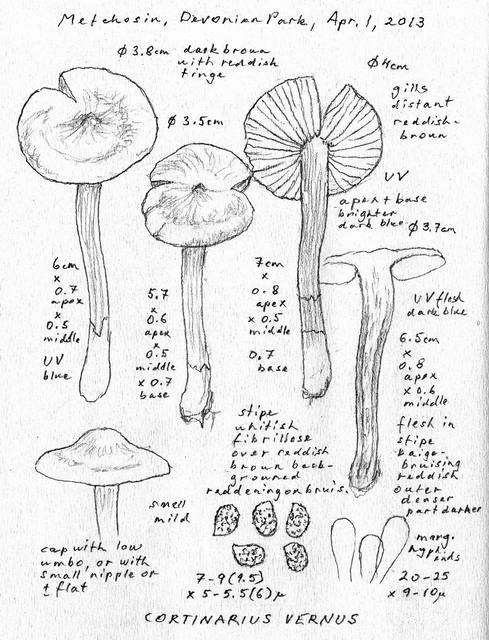 Metchosin, Devonian Park, Apr. 1, 2013
Ø 3.8cm dark brown
with reddish
tinge
Ø 4cm
gills
distant
reddish-
brown
Ø 3.5cm
UV
apex + base
brighter
dark blue
Ø 3.7cm
6cm
x
0.7
apex
x
0.5
middle
UV
blue
5.7
x
0.6
apex
x
0.5
middle
x 0.7
base
7cm
x
0.8
apex
x 0.5
middle
0.7
base
UV flesh
dark blue
6.5cm
x
0.8
apex
x 0.6
middle
flesh in
stipe
baige-
bruising
reddish
outer
denser
part darker
stipe
whitish
fibrillose
over reddish
brown back-
grouned
reddening on bruis.
smell
mild
cap with low
umbo, or with
small nipple or
± flat
7-9(9.5)
x 5-5.5(6) µ
marg.
hyph.
ends
20-25
x 9-10µ
CORTINARIUS VERNUS